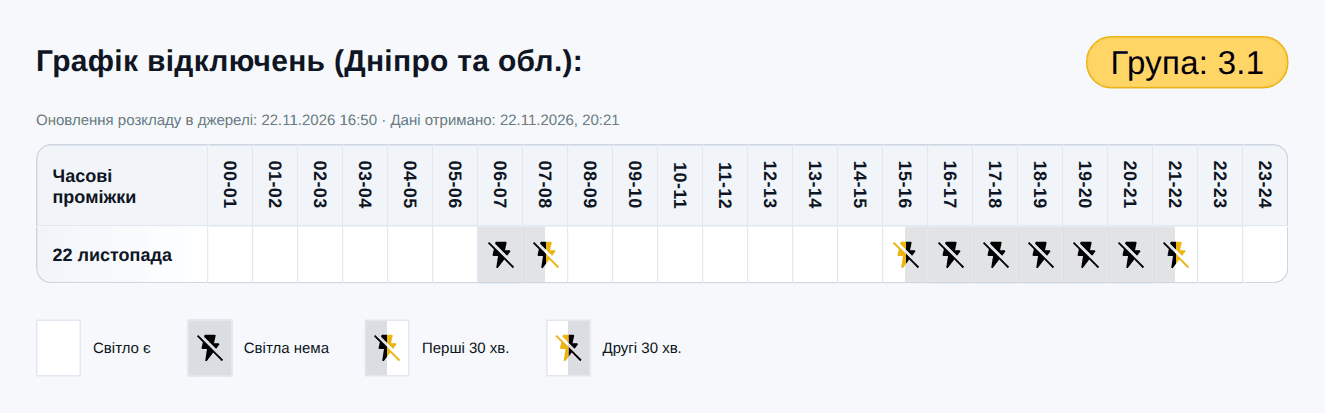 Графік відключень (Дніпро та обл.):
Група: 3.1
Оновлення розкладу в джерелі: 22.11.2026 16:50 · Дані отримано: 22.11.2026, 20:21
Часові
проміжки
00-01
01-02
02-03
03-04
04-05
05-06
06-07
07-08
08-09
09-10
10-11
11-12
12-13
13-14
14-15
15-16
16-17
17-18
18-19
19-20
20-21
21-22
22-23
23-24
22 листопада
Світло є
Світла нема
Перші 30 хв.
Другі 30 хв.